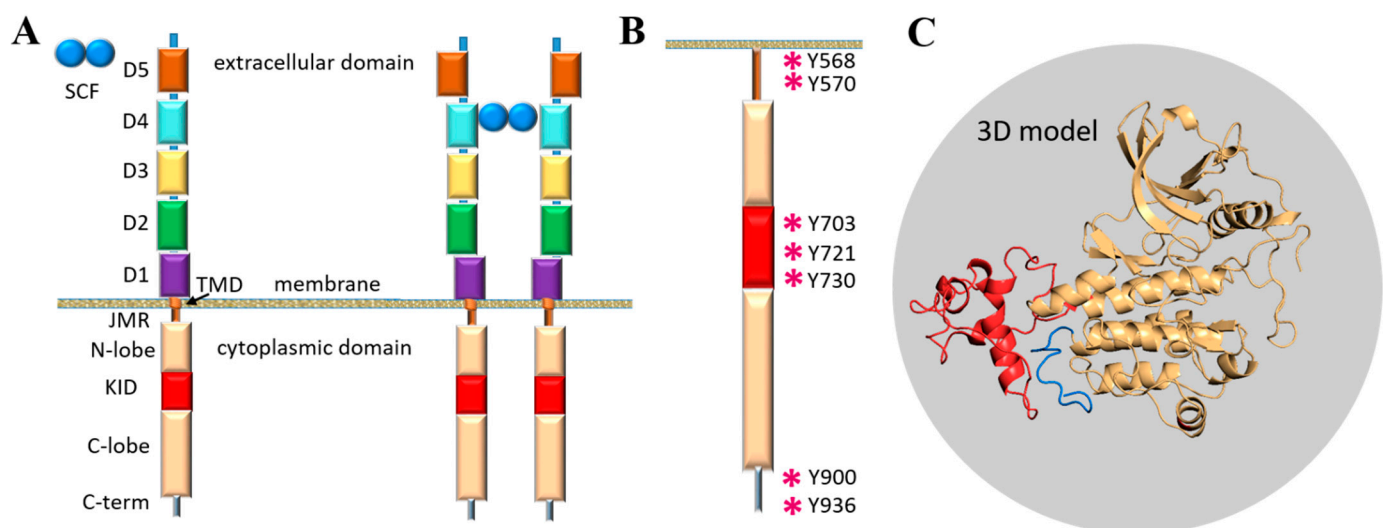 A
SCF
D5
extracellular domain
D4
D3
D2
D1
TMD
membrane
JMR
N-lobe
cytoplasmic domain
KID
C-lobe
C-term
B
* Y568
* Y570
* Y703
* Y721
* Y730
* Y900
* Y936
C
3D model